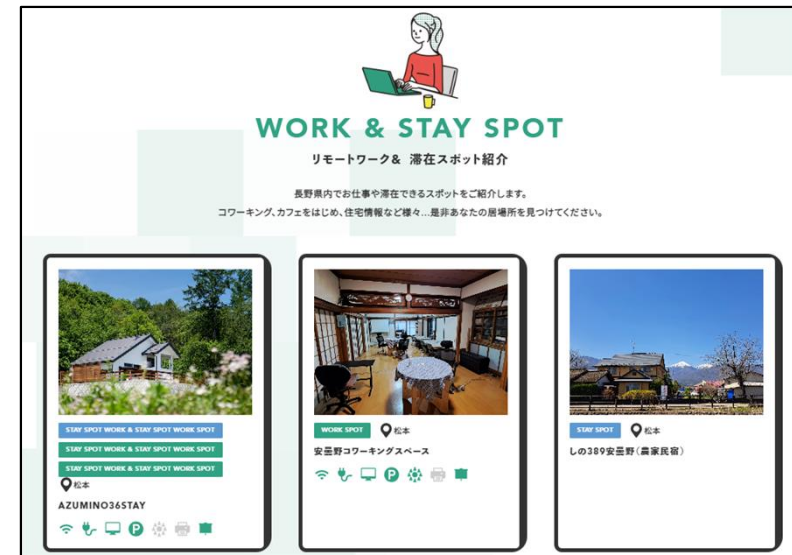 WORK & STAY SPOT
リモートワーク& 滞在スポット紹介
長野県内でお仕事や滞在できるスポットをご紹介します。
コワーキング、カフェをはじめ、住宅情報など様々...是非あなたの居場所を見つけてください。
STAY SPOT WORK & STAY SPOT WORK SPOT
STAY SPOT WORK & STAY SPOT WORK SPOT
STAY SPOT WORK & STAY SPOT WORK SPOT
松本
AZUMINO36STAY
P
WORK SPOT 松本
安曇野コワーキングスペース
P
STAY SPOT 松本
しの389安曇野(農家民宿)